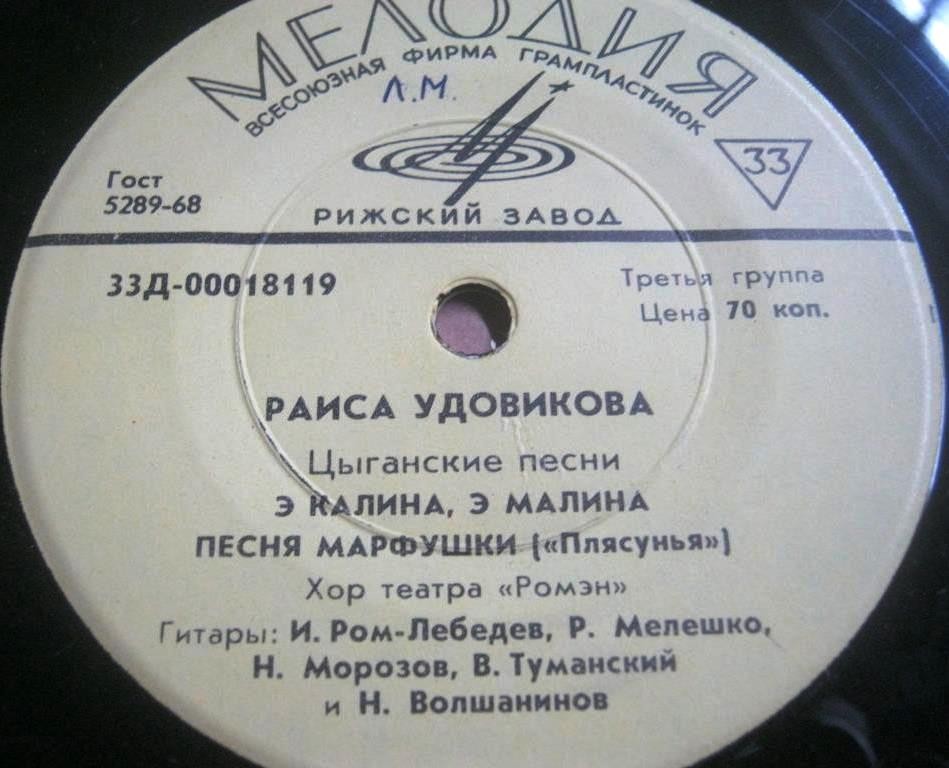 МЕЛОДИЯ
ВСЕСОЮЗНАЯ ФИРМА ГРАМПЛАСТИНОК
Л.М.
33
Гост
5289-68
РИЖСКИЙ ЗАВОД
33Д-00018119
Третья группа
Цена 70 коп.
РАИСА УДОВИКОВА
Цыганские песни
Э КАЛИНА, Э МАЛИНА
ПЕСНЯ МАРФУШКИ («Плясунья»)
Хор театра «Ромэн»
Гитары: И. Ром-Лебедев, Р. Мелешко,
Н. Морозов, В. Туманский
и Н. Волшанинов